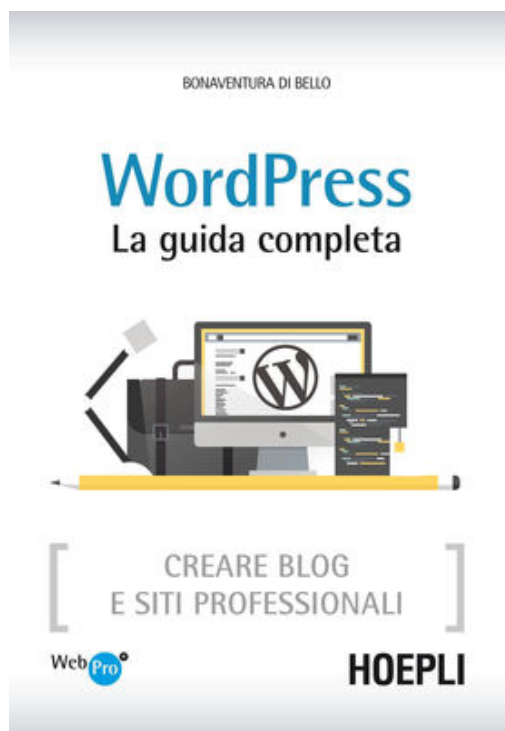 BONAVENTURA DI BELLO
WordPress
La guida completa
W
CREARE BLOG
E SITI PROFESSIONALI
Web Pro
HOEPLI